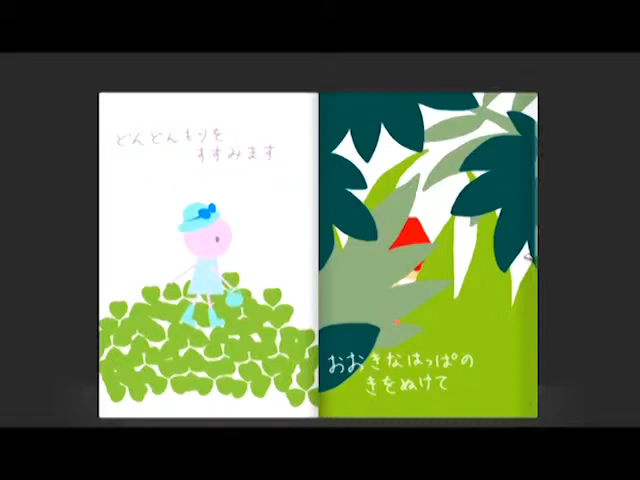 どんどんもりを
すすみます
おおきなはっぱの
きをぬけて